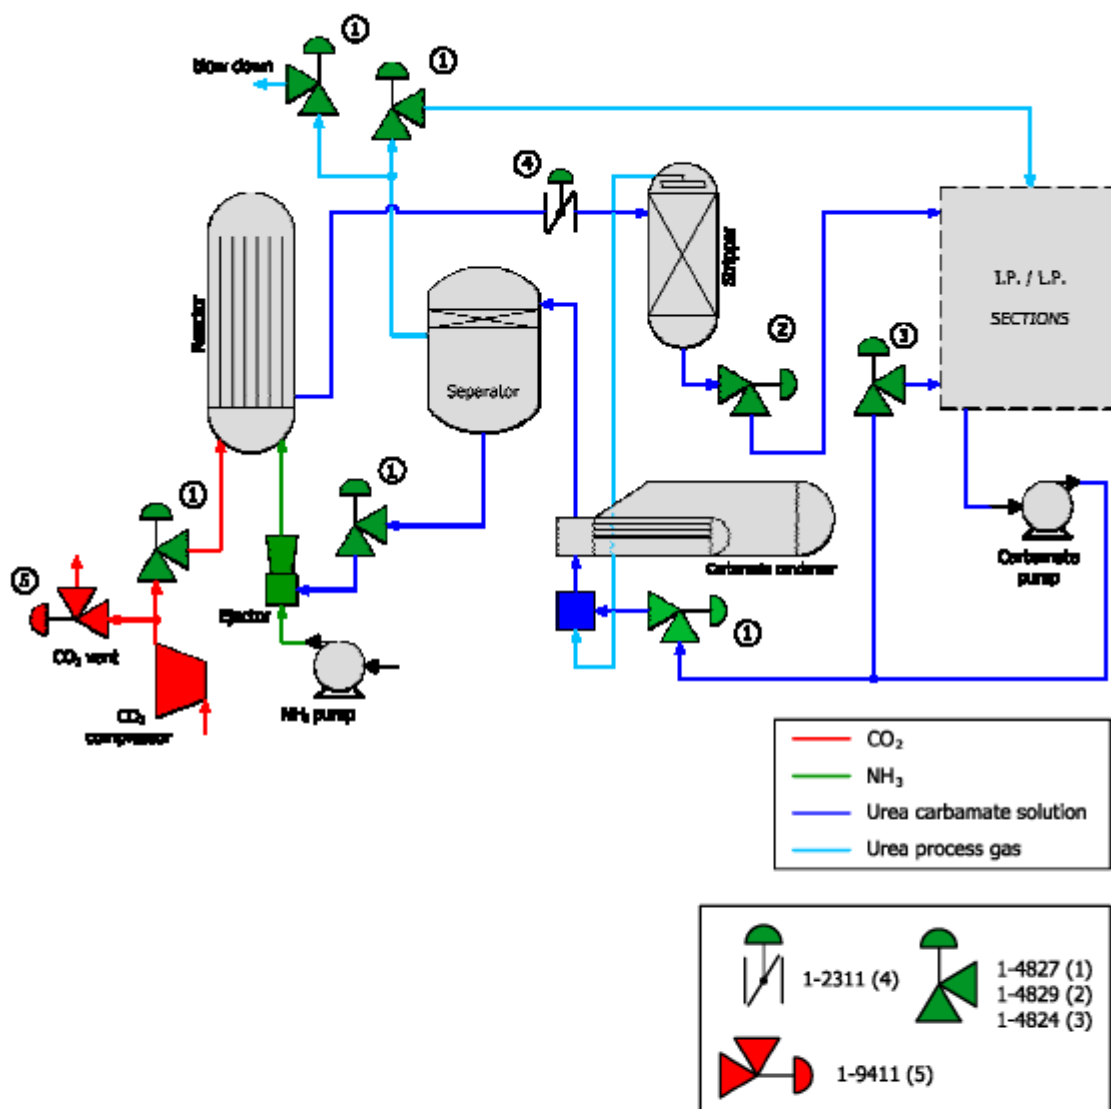 ①
①
blow down
④
Reactor
Stripper
I.P. / L.P.
SECTIONS
②
③
Seperator
①
①
⑤
Ejector
Carbamate condenser
Carbamate
pump
①
CO₂ vent
CO₂
compressor
NH₃ pump
CO₂
NH₃
Urea carbamate solution
Urea process gas
1-2311 (4)
1-4827 (1)
1-4829 (2)
1-4824 (3)
1-9411 (5)